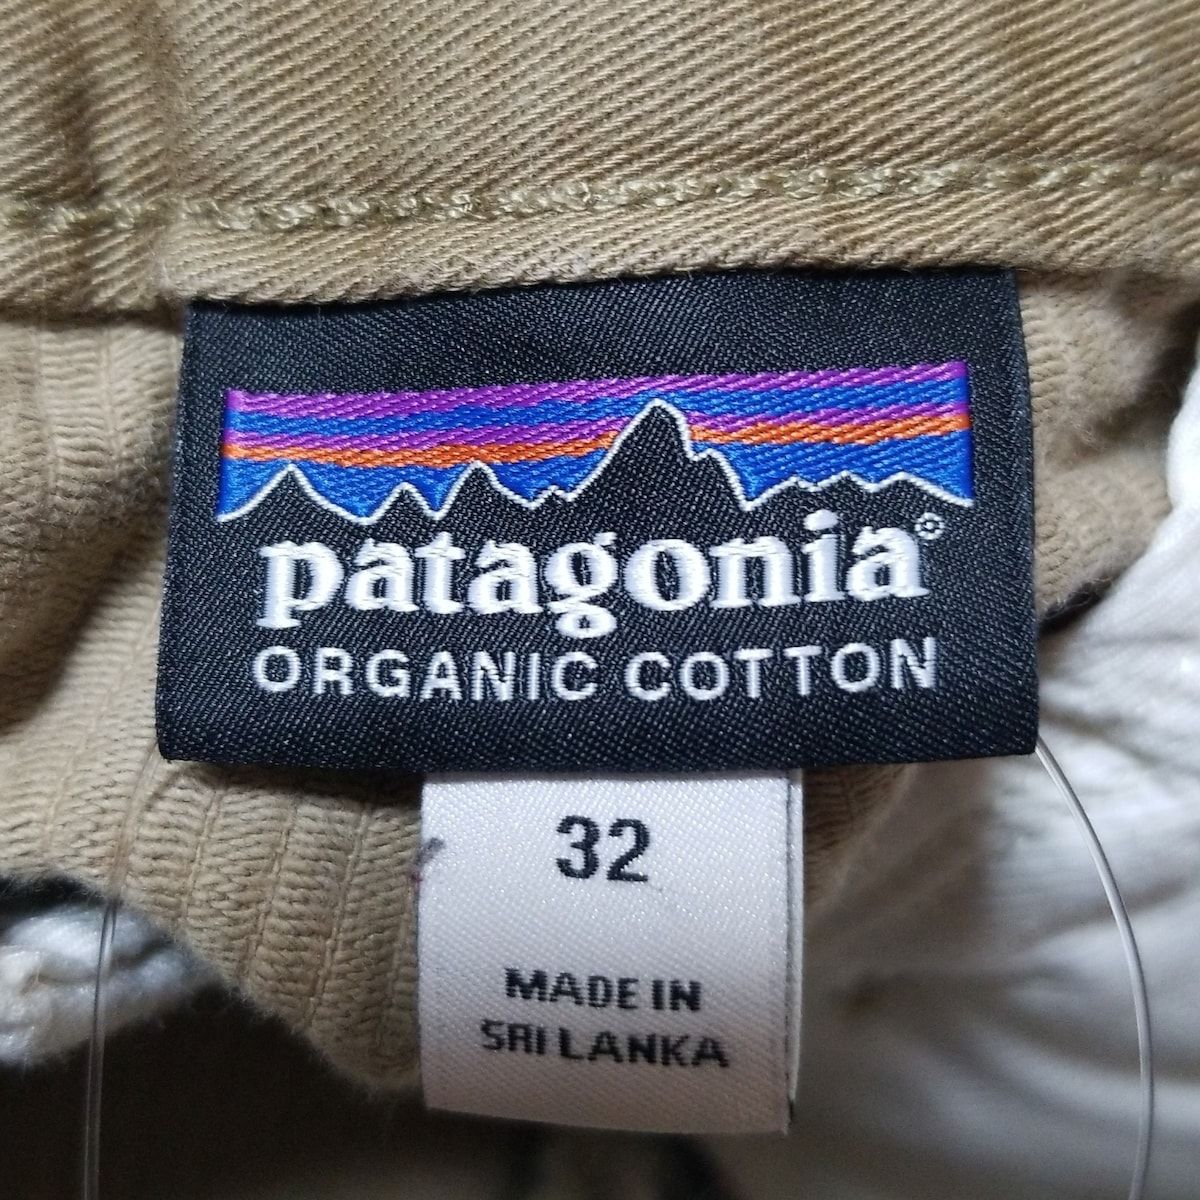 patagonia®
ORGANIC COTTON
32
MADE IN
SRI LANKA